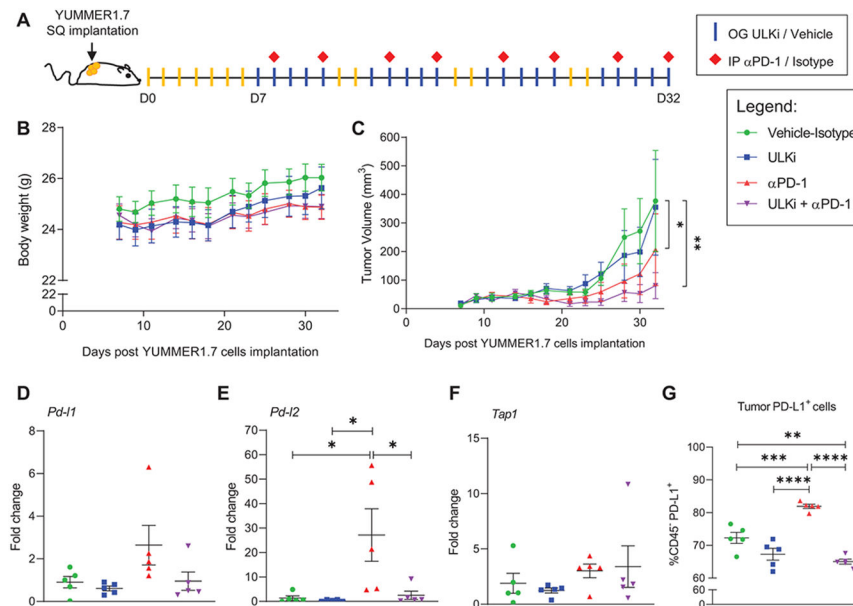 A
YUMMER1.7
SQ implantation
D0
D7
D32
OG ULKi / Vehicle
IP αPD-1 / Isotype
Legend:
Vehicle-Isotype
ULKi
αPD-1
ULKi + αPD-1
B
Body weight (g)
28
26
24
22
22
0
0
10
20
30
Days post YUMMER1.7 cells implantation
C
Tumor Volume (mm³)
600
500
400
300
200
100
0
0
10
20
30
*
**
Days post YUMMER1.7 cells implantation
D
Pd-l1
Fold change
8
6
4
2
0
E
Pd-l2
Fold change
70
60
50
40
30
20
10
0
*
*
*
F
Tap1
Fold change
15
10
5
0
G
Tumor PD-L1⁺ cells
%CD45⁻ PD-L1⁺
100
90
80
70
60
60
0
**
***
****
****